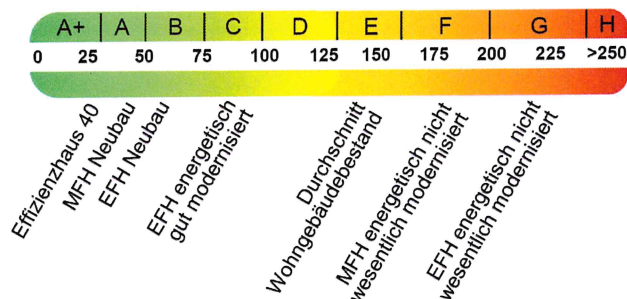 A+ A B C D E F G H
0 25 50 75 100 125 150 175 200 225 >250
Effizienzhaus 40
MFH Neubau
EFH Neubau
EFH energetisch
gut modernisiert
Durchschnitt
Wohngebäudebestand
MFH energetisch nicht
wesentlich modernisiert
EFH energetisch nicht
wesentlich modernisiert